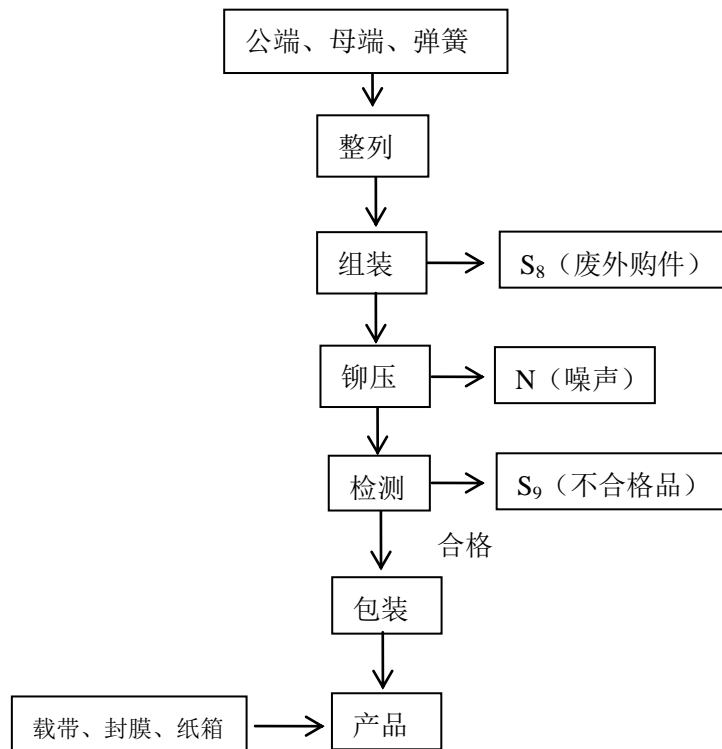 公端、母端、弹簧
整列
组装
S₈（废外购件）
铆压
N（噪声）
检测
S₉（不合格品）
合格
包装
载带、封膜、纸箱
产品